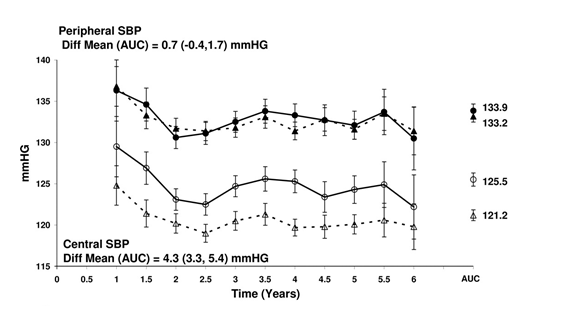 Peripheral SBP
Diff Mean (AUC) = 0.7 (-0.4,1.7) mmHG
140
135
130
125
120
115
mmHG
133.9
133.2
125.5
121.2
Central SBP
Diff Mean (AUC) = 4.3 (3.3, 5.4) mmHG
0 0.5 1 1.5 2 2.5 3 3.5 4 4.5 5 5.5 6 AUC
Time (Years)